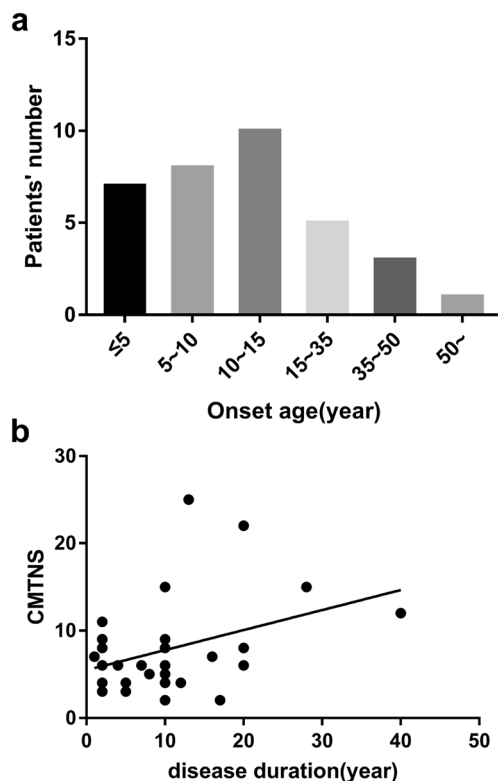 a
15
10
5
0
Patients' number
≤5 5~10 10~15 15~35 35~50 50~
Onset age(year)
b
30
20
10
0
CMTNS
0 10 20 30 40 50
disease duration(year)